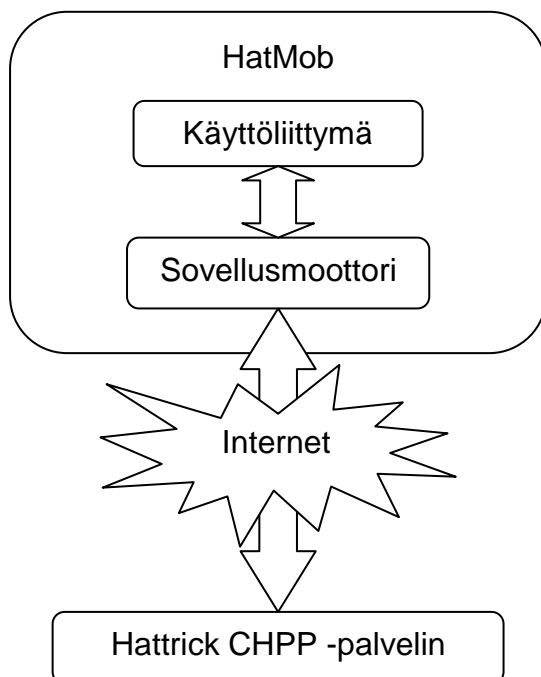 HatMob
Käyttöliittymä
Sovellusmoottori
Internet
Hattrick CHPP -palvelin